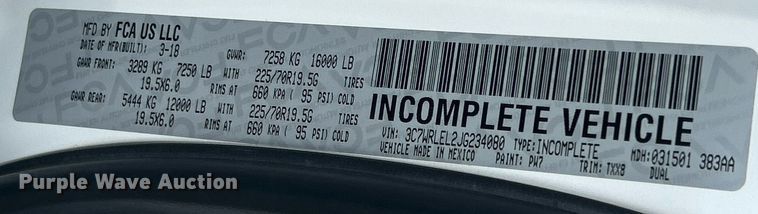 MFD BY FCA US LLC
DATE OF MFR(BUILT): 3-18 GVWR: 7258 KG 16000 LB
GAWR FRONT: 3289 KG 7250 LB WITH 225/70R19.5G TIRES
19.5X6.0 RIMS AT 660 KPA ( 95 PSI) COLD
GAWR REAR: 5444 KG 12000 LB WITH 225/70R19.5G TIRES
19.5X6.0 RIMS AT 660 KPA ( 95 PSI) COLD
INCOMPLETE VEHICLE
VIN: 3C7WRLEL2JG234080 TYPE: INCOMPLETE MDH: 031501 383AA
VEHICLE MADE IN MEXICO PAINT: PW7 TRIM: TXX8 DUAL
Purple Wave Auction